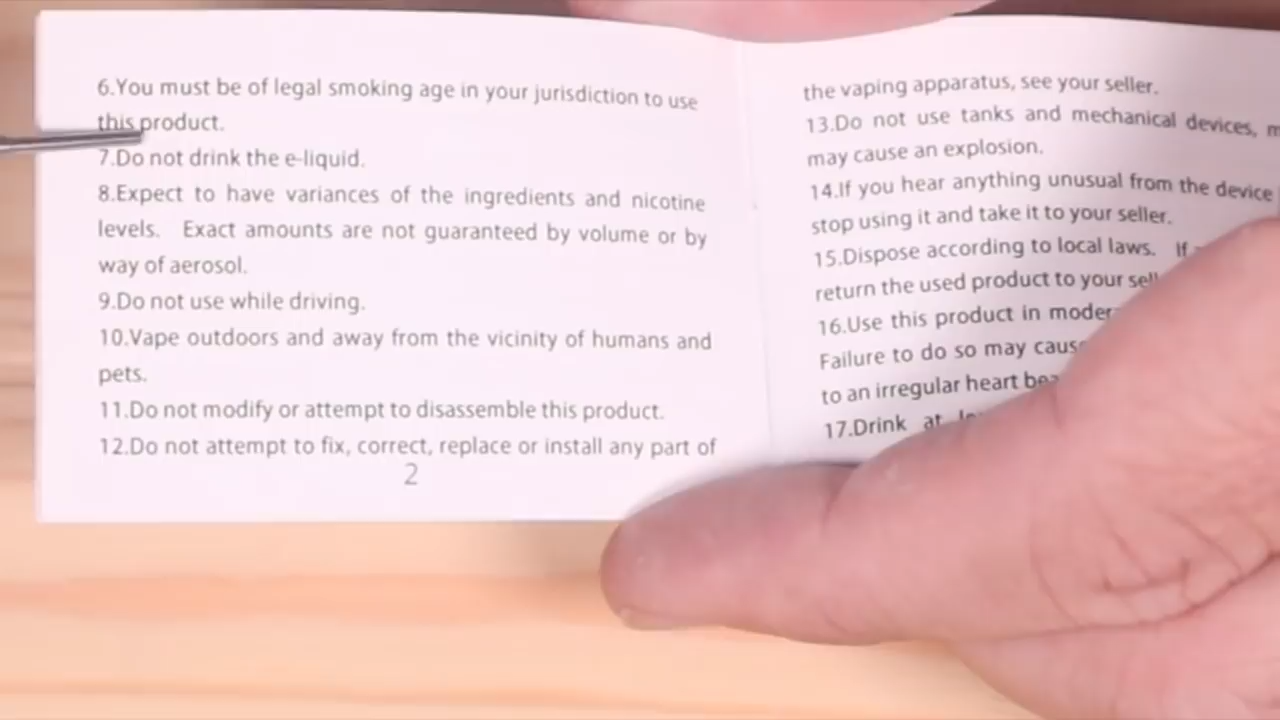 6.You must be of legal smoking age in your jurisdiction to use
this product.
7.Do not drink the e-liquid.
8.Expect to have variances of the ingredients and nicotine
levels. Exact amounts are not guaranteed by volume or by
way of aerosol.
9.Do not use while driving.
10.Vape outdoors and away from the vicinity of humans and
pets.
11.Do not modify or attempt to disassemble this product.
12.Do not attempt to fix, correct, replace or install any part of
2
the vaping apparatus, see your seller.
13.Do not use tanks and mechanical devices,
may cause an explosion.
14.If you hear anything unusual from the device
stop using it and take it to your seller.
15.Dispose according to local laws. If
return the used product to your
16.Use this product in
Failure to do so may
to an irregular heart
17.Drink at